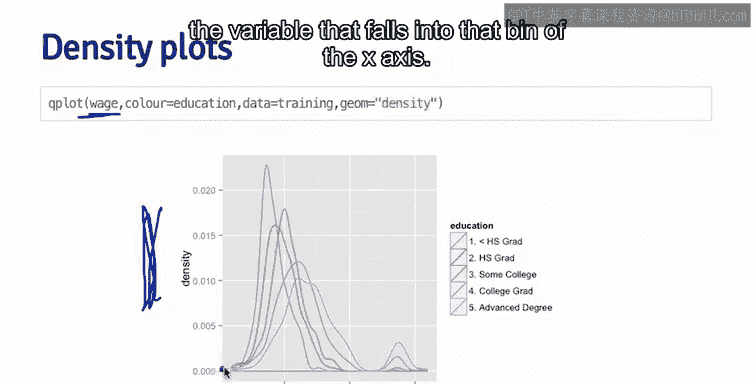 the variable that falls into that bin of
the x axis.
Density plots
qplot(wage,colour=education,data=training,geom="density")
0.020
0.015
0.010
0.005
0.000
density
education
1. < HS Grad
2. HS Grad
3. Some College
4. College Grad
5. Advanced Degree